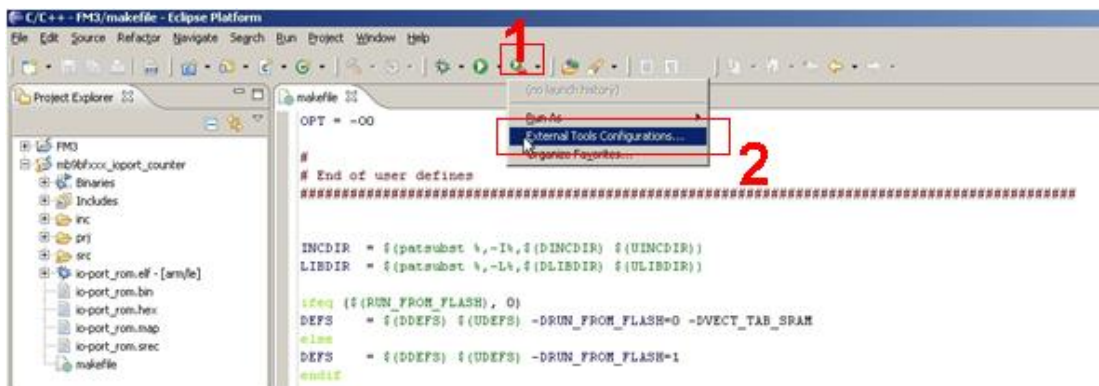 C/C++ - FM3/makefile - Eclipse Platform
File Edit Source Refactor Navigate Search Run Project Window Help
1
Project Explorer
makefile
(no launch history)
Run As
External Tools Configurations...
Organize Favorites...
2
FM3
mb9bfxxx_ioport_counter
Binaries
Includes
inc
prj
src
io-port_rom.elf - [arm/le]
io-port_rom.bin
io-port_rom.hex
io-port_rom.map
io-port_rom.srec
makefile
OPT = -O0
#
# End of user defines
INCDIR = $(patsubst %,-I%,$(DINCDIR) $(UINCDIR))
LIBDIR = $(patsubst %,-L%,$(DLIBDIR) $(ULIBDIR))
ifeq ($(RUN_FROM_FLASH), 0)
DEFS = $(DDEFS) $(UDEFS) -DRUN_FROM_FLASH=0 -DVECT_TAB_SRAM
else
DEFS = $(DDEFS) $(UDEFS) -DRUN_FROM_FLASH=1
endif